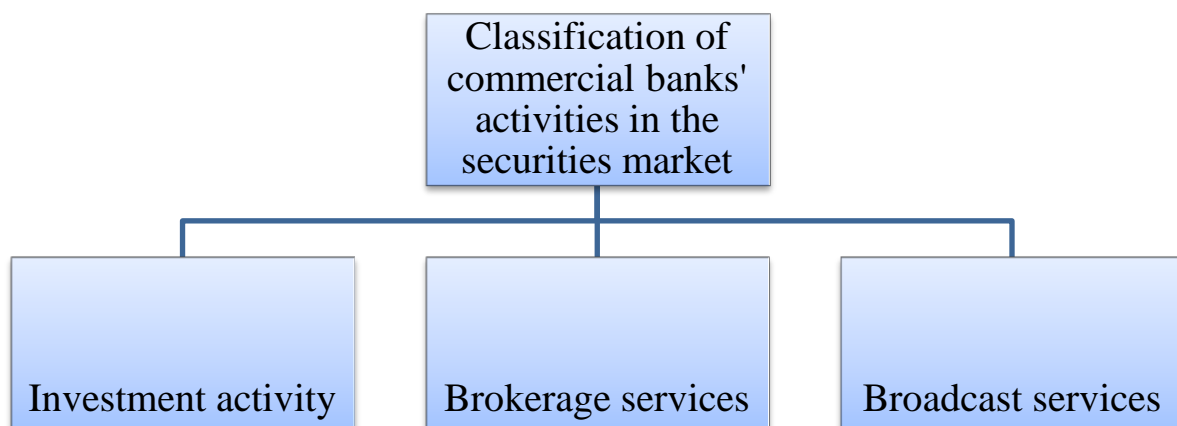 Classification of
commercial banks'
activities in the
securities market
Investment activity
Brokerage services
Broadcast services